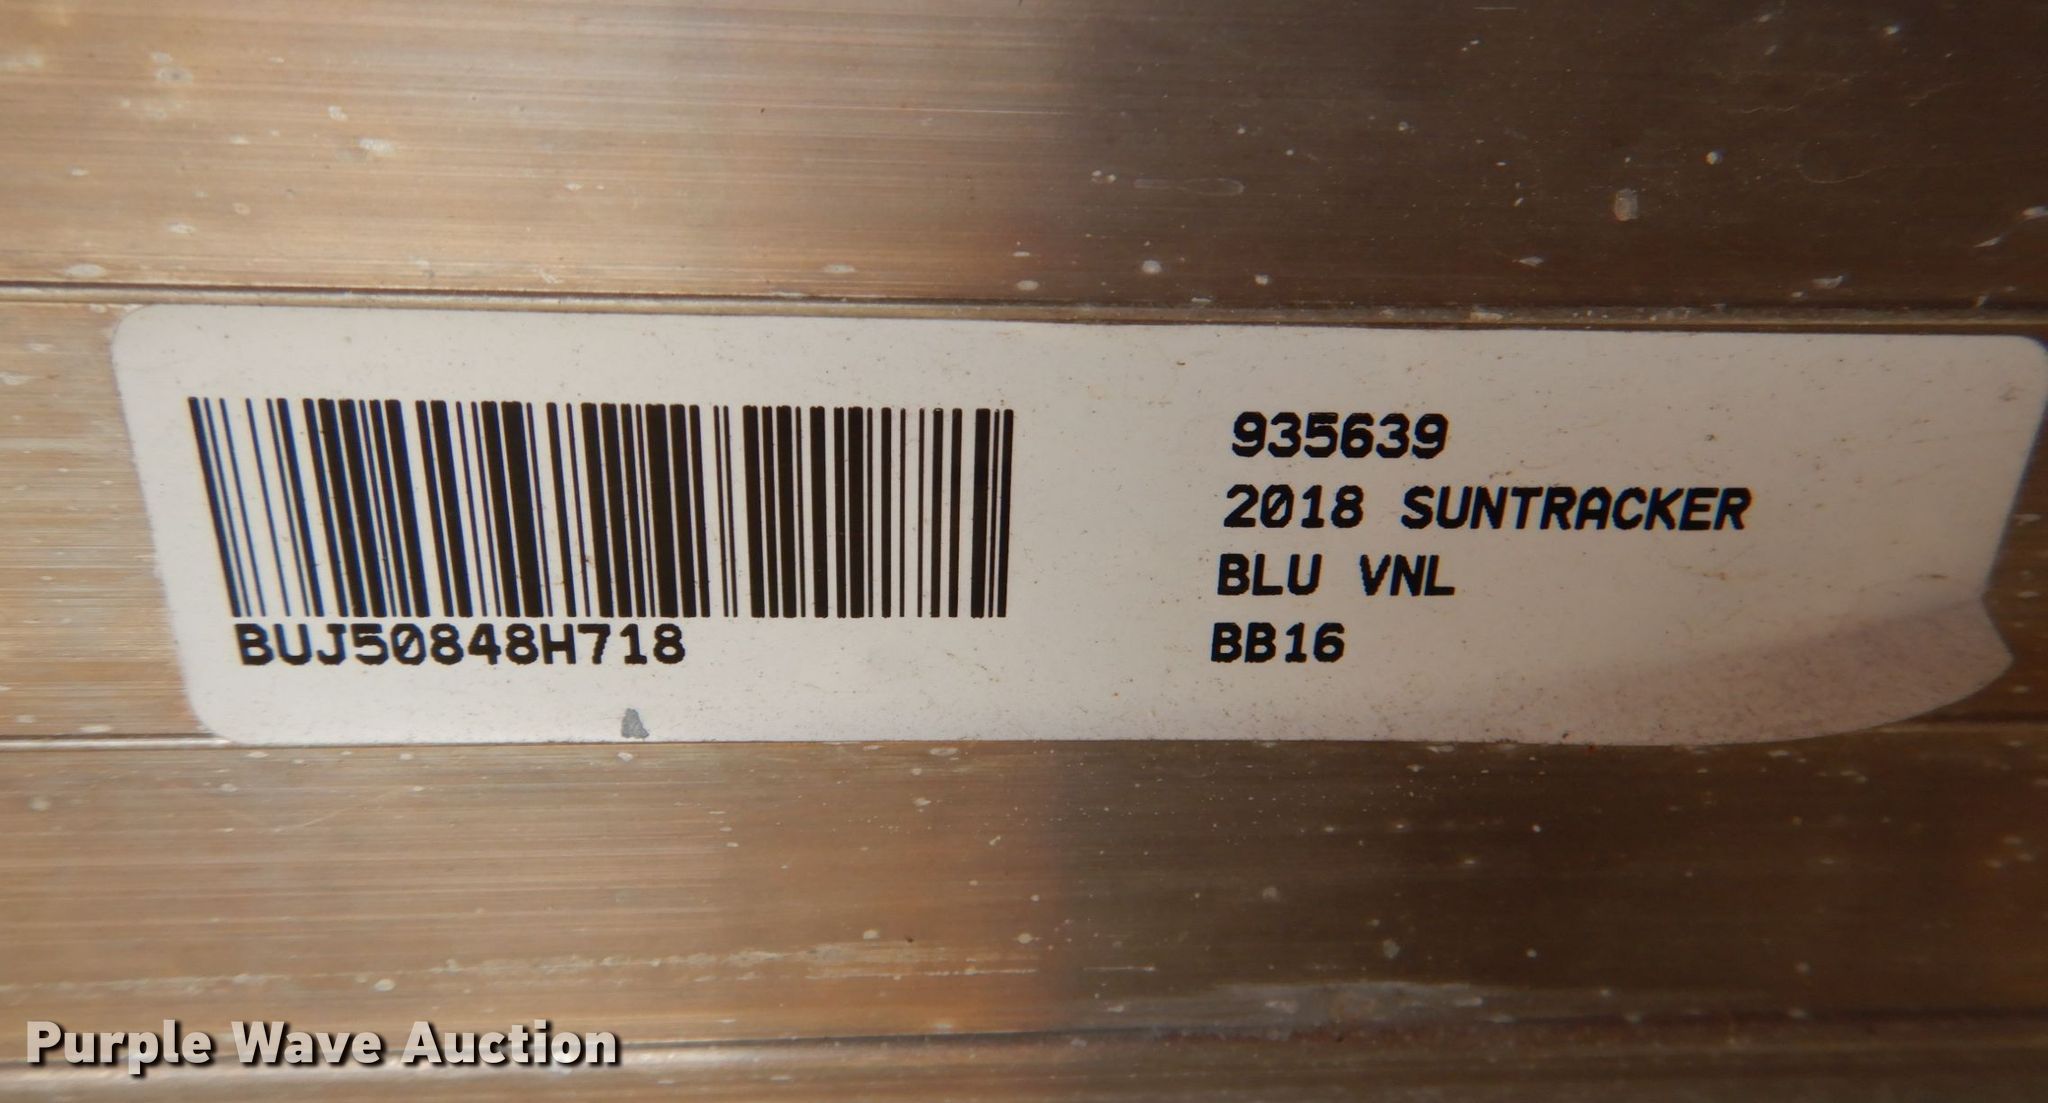 BUJ50848H718
935639
2018 SUNTRACKER
BLU VNL
BB16
Purple Wave Auction